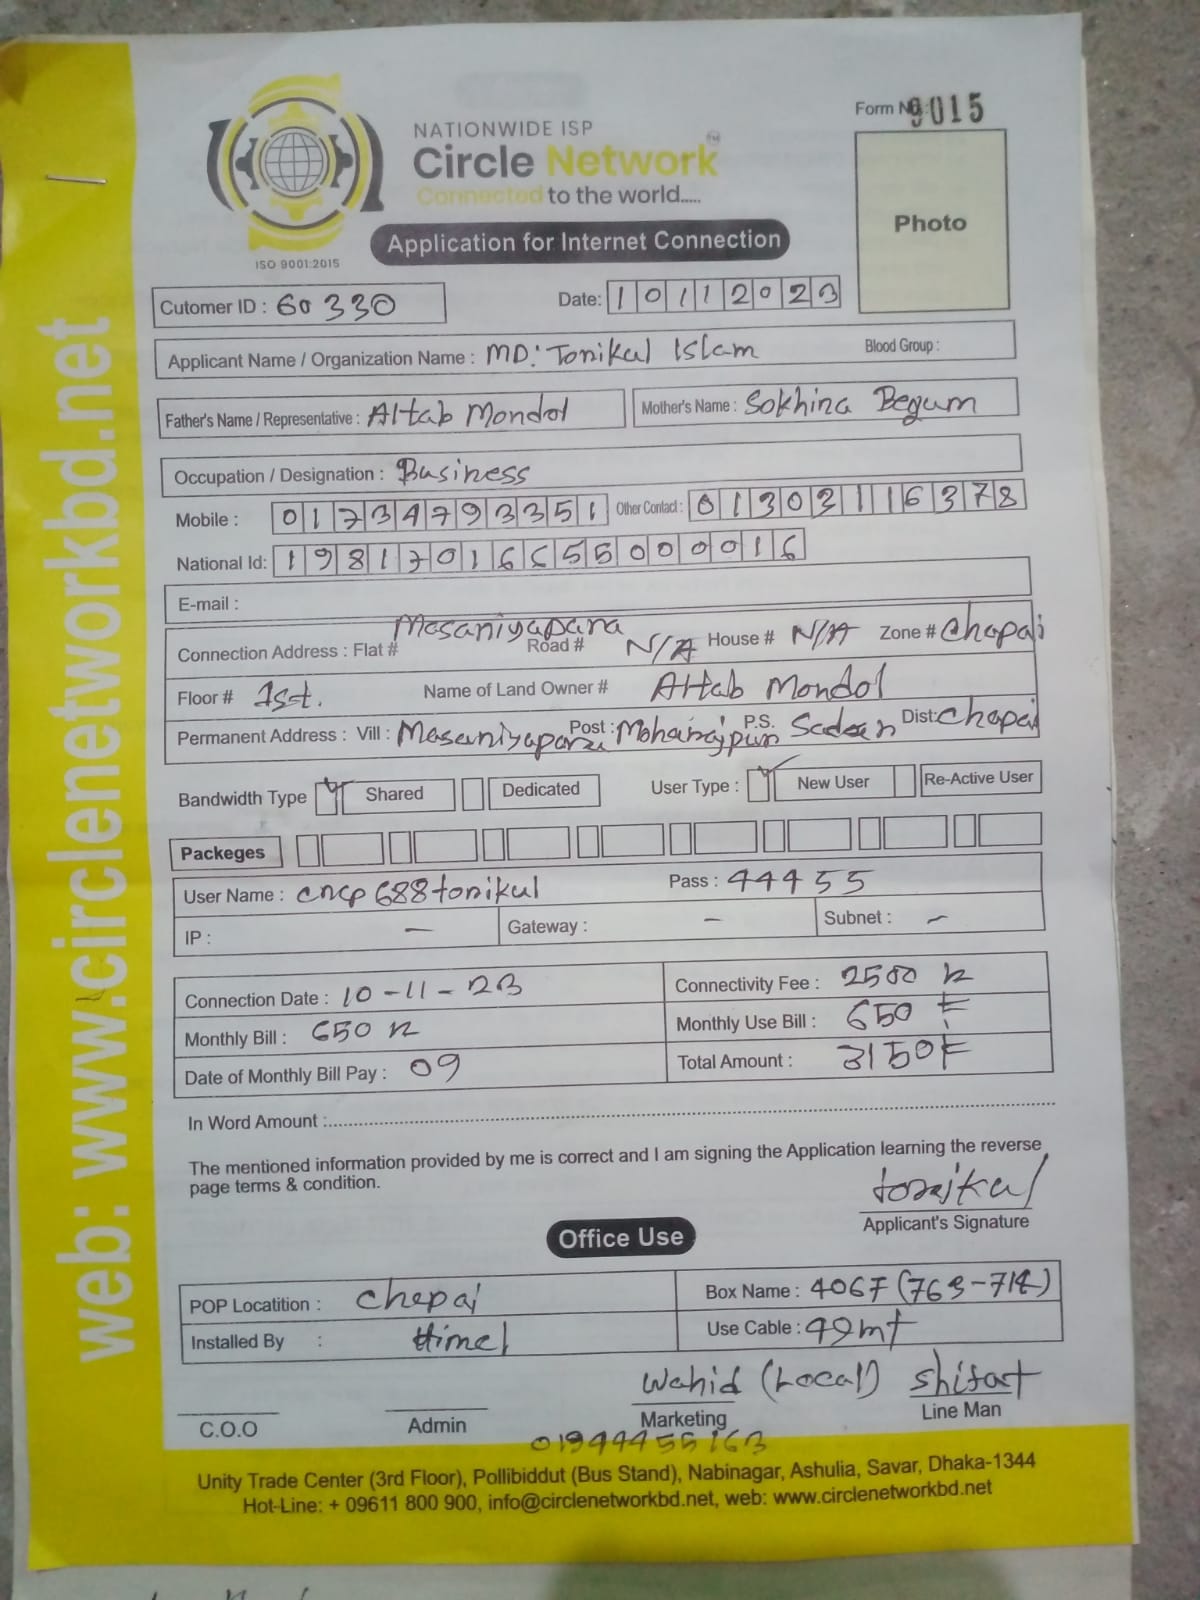 web: www.circlenetworkbd.net
Form No: 9015
NATIONWIDE ISP
Circle Network™
Connected to the world.....
ISO 9001:2015
Application for Internet Connection
Photo
Cutomer ID : 60330
Date: 10112023
Applicant Name / Organization Name : MD: Tonikul Islam Blood Group :
Father's Name / Representative : Altab Mondol Mother's Name : Sokhina Begum
Occupation / Designation : Business
Mobile : 01734793351 Other Contact : 01303116378
National Id: 19817016555000016
E-mail :
Connection Address : Flat # Masaniyapara Road # N/A House # N/A Zone # Chapai
Floor # 1st. Name of Land Owner # Altab Mondol
Permanent Address : Vill : Masaniyapara Post : Moharajpur P.S. Sadar Dist: Chapai
Bandwidth Type Shared Dedicated User Type : New User Re-Active User
Packeges
User Name : cncp688tonikul Pass : 44455
IP : – Gateway : – Subnet : –
Connection Date : 10-11-23 Connectivity Fee : 2500
Monthly Bill : 650 Monthly Use Bill : 650
Date of Monthly Bill Pay : 09 Total Amount : 3150
In Word Amount :
The mentioned information provided by me is correct and I am signing the Application learning the reverse
page terms & condition.
tonikul
Applicant's Signature
Office Use
POP Locatition : Chepai Box Name : 4067 (763-714)
Installed By : Himel Use Cable : 49mt
Wahid (Local) Shifart
C.O.O Admin Marketing Line Man
01944455163
Unity Trade Center (3rd Floor), Pollibiddut (Bus Stand), Nabinagar, Ashulia, Savar, Dhaka-1344
Hot-Line: + 09611 800 900, info@circlenetworkbd.net, web: www.circlenetworkbd.net